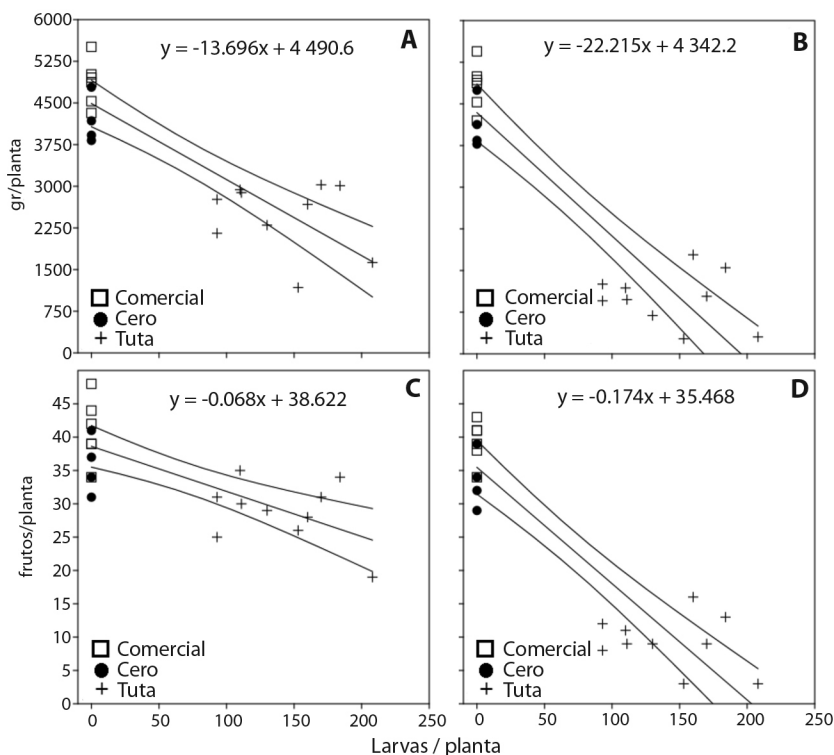 A
y = -13.696x + 4 490.6
6000
5250
4500
3750
3000
2250
1500
750
0
gr/planta
Comercial
Cero
Tuta
B
y = -22.215x + 4 342.2
Comercial
Cero
Tuta
C
y = -0.068x + 38.622
45
40
35
30
25
20
15
10
5
0
frutos/planta
Comercial
Cero
Tuta
0 50 100 150 200 250
D
y = -0.174x + 35.468
Comercial
Cero
Tuta
0 50 100 150 200 250
Larvas / planta